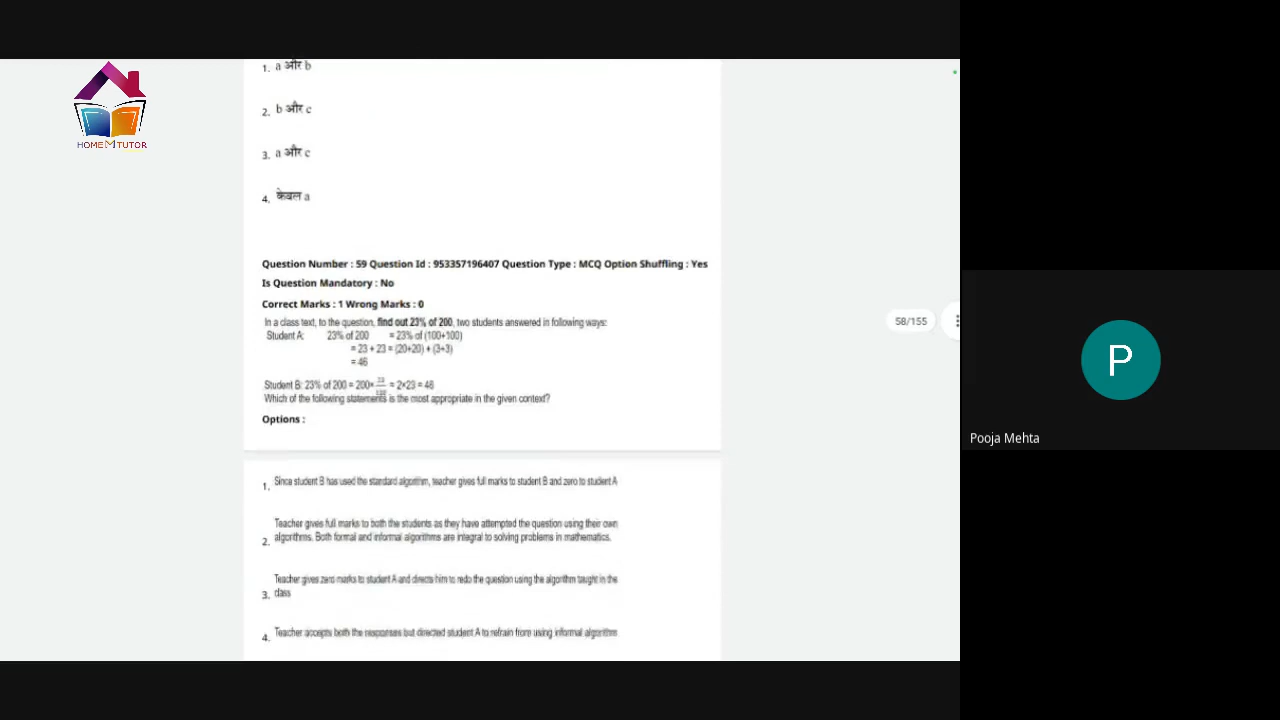 HOMEMTUTOR
1. a और b
2. b और c
3. a और c
4. केवल a
Question Number : 59 Question Id : 953357196407 Question Type : MCQ Option Shuffling : Yes
Is Question Mandatory : No
Correct Marks : 1 Wrong Marks : 0
In a class text, to the question, find out 23% of 200, two students answered in following ways:
Student A: 23% of 200 = 23% of (100+100)
= 23 + 23 = (20+20) + (3+3)
= 46
Student B: 23% of 200 = 200× = 2×23 = 46
Which of the following statements is the most appropriate in the given context?
Options :
1. Since student B has used the standard algorithm, teacher gives full marks to student B and zero to student A
Teacher gives full marks to both the students as they have attempted the question using their own
2. algorithms. Both formal and informal algorithms are integral to solving problems in mathematics.
Teacher gives zero marks to student A and directs him to redo the question using the algorithm taught in the
3. class
4. Teacher accepts both the responses but directed student A to refrain from using informal algorithm
58/155
P
Pooja Mehta